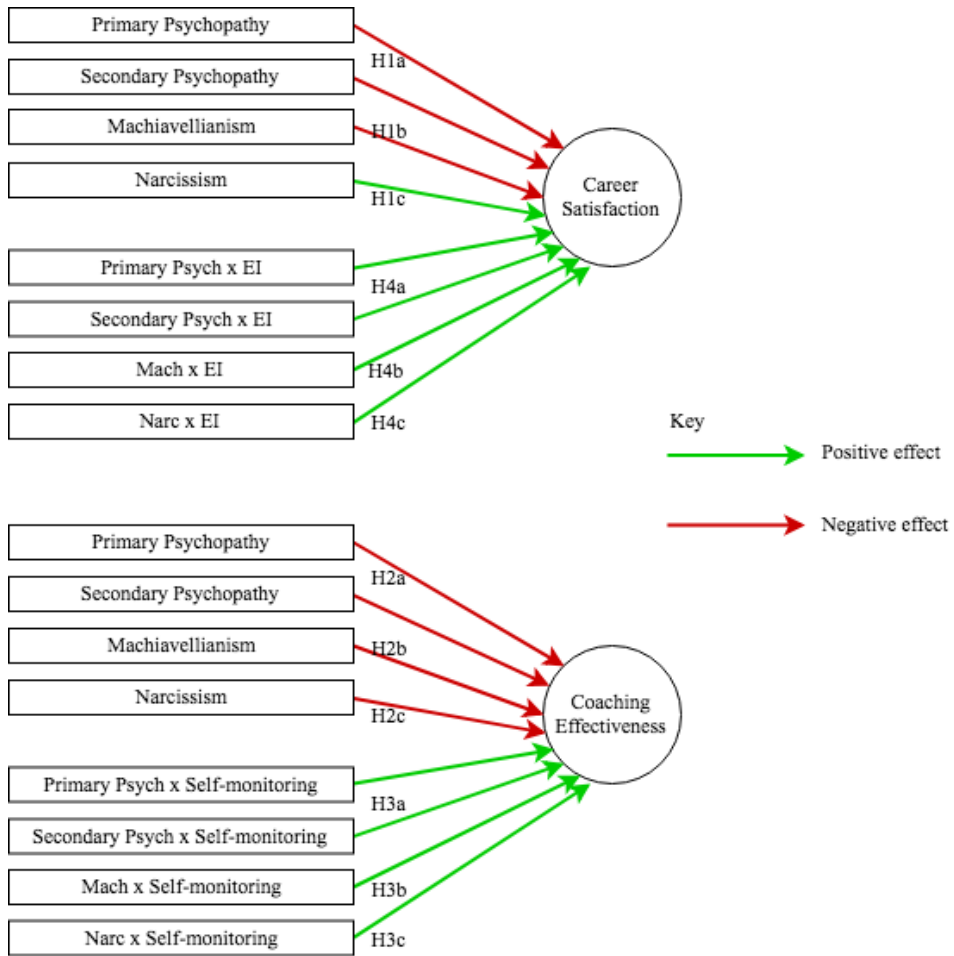 Primary Psychopathy
H1a
Secondary Psychopathy
Machiavellianism
H1b
Narcissism
H1c
Career
Satisfaction
Primary Psych x EI
H4a
Secondary Psych x EI
Mach x EI
H4b
Narc x EI
H4c
Key
Positive effect
Negative effect
Primary Psychopathy
H2a
Secondary Psychopathy
Machiavellianism
H2b
Narcissism
H2c
Coaching
Effectiveness
Primary Psych x Self-monitoring
H3a
Secondary Psych x Self-monitoring
Mach x Self-monitoring
H3b
Narc x Self-monitoring
H3c